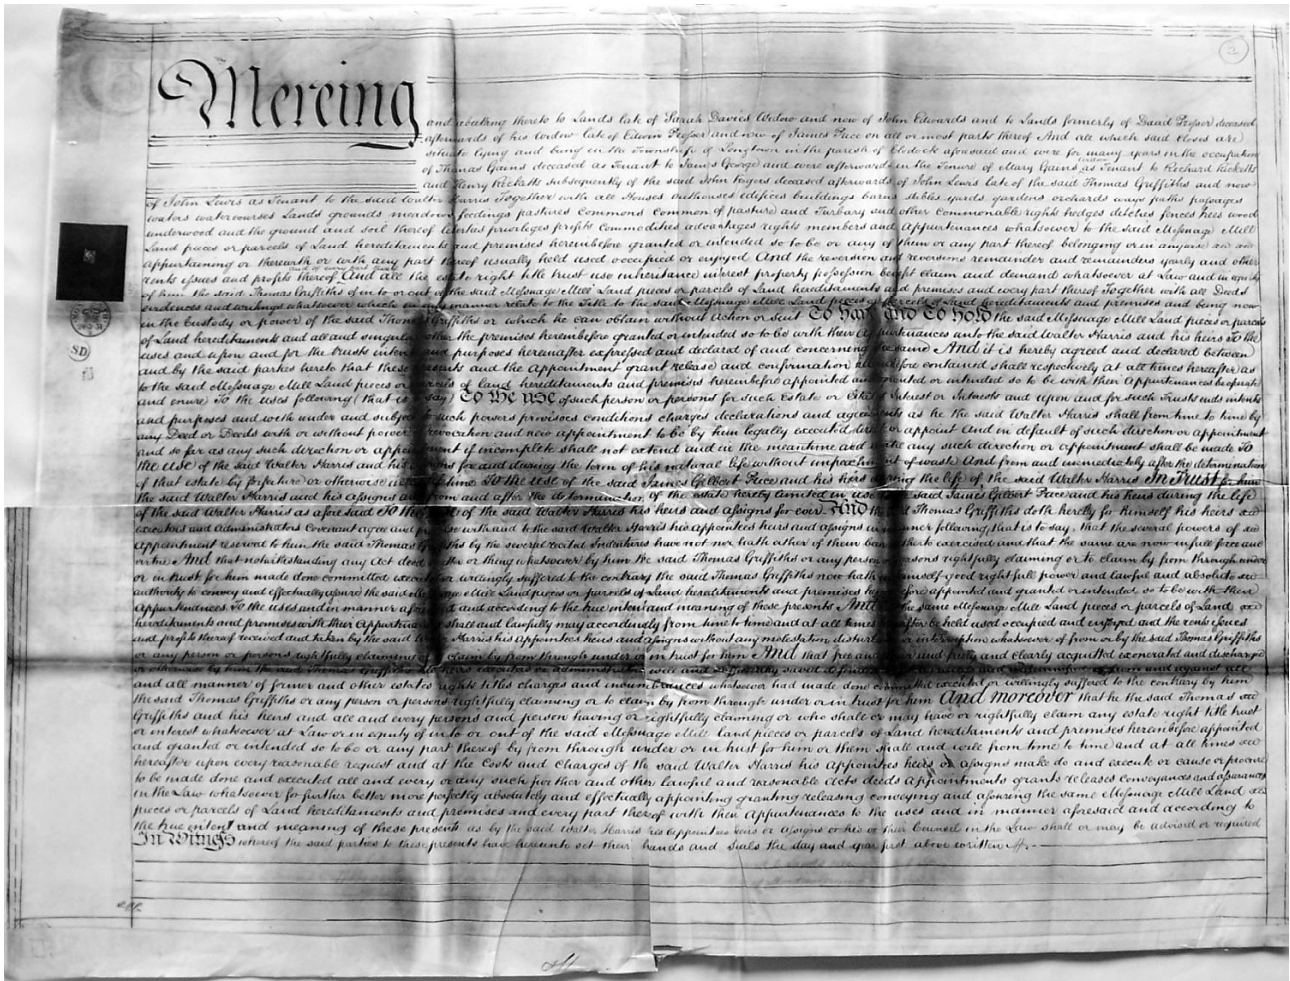 2
Mereing
and abutting thereto to Lands late of Sarah Davies Widow and now of John Edwards and to Lands formerly of David Prosser deceased
afterwards of his Widow late of Edwin Prosser and now of James Pace on all or most parts thereof And all which said closes are
situate lying and being in the Township of Longtown in the parish of Clodock aforesaid and were for many years in the occupation
of Thomas Gains deceased as Tenant to James George and were afterwards in the Tenure of Mary Gains widow as Tenant to Richard Ricketts
and Henry Ricketts subsequently of the said John deceased afterwards of John Lewis late of the said Thomas Griffiths and now
of John Lewis as Tenant to the said Walter Harris Together with all Houses outhouses edifices buildings barns stables yards gardens orchards ways paths passages
waters watercourses Lands grounds meadows feedings pastures commons common of pasture and Turbary and other commonable rights hedges ditches fences trees wood
underwood and the ground and soil thereof liberties privileges profits commodities advantages rights members and appurtenances whatsoever to the said Messuage Mill
Land pieces or parcels of Land hereditaments and premises hereinbefore granted or intended so to be or any of them or any part thereof belonging or in anywise
appertaining or therewith or with any part thereof usually held used occupied or enjoyed And the reversion and reversions remainder and remainders yearly and other
rents issues and profits thereof and of every part thereof And all the estate right title trust use inheritance interest property possession benefit claim and demand whatsoever at Law and in equity
of him the said Thomas Griffiths of in to or out of the said Messuage Mill Land pieces or parcels of Land hereditaments and premises and every part thereof Together with all Deeds
evidences and writings whatsoever which in any manner relate to the Title to the said Messuage Mill Land pieces or parcels of Land hereditaments and premises and being now
in the Custody or power of the said Thomas Griffiths or which he can obtain without Action or Suit To Have and To Hold the said Messuage Mill Land pieces or parcels
of Land hereditaments and all and singular other the premises hereinbefore granted or intended so to be with their Appurtenances unto the said Walter Harris and his heirs To the
uses and upon and for the trusts intents and purposes hereinafter expressed and declared of and concerning the same And it is hereby agreed and declared between
and by the said parties hereto that these presents and the Appointment grant release and confirmation hereinbefore contained shall respectively at all times hereafter as
to the said Messuage Mill Land pieces or parcels of land hereditaments and premises hereinbefore appointed and granted or intended so to be with their Appurtenances be operate
and enure To the uses following (that is to say) To the use of such person or persons for such Estate or Estates Interest or Interests and upon and for such Trusts ends intents
and purposes and with under and subject to such powers provisoes conditions charges declarations and agreements as he the said Walter Harris shall from time to time by
any Deed or Deeds with or without power of revocation and new appointment to be by him legally executed direct or appoint And in default of such direction or appointment
and so far as any such direction or appointment if incomplete shall not extend and in the meantime and until any such direction or appointment shall be made To
the use of the said Walter Harris and his assigns for and during the term of his natural life without impeachment of waste And from and immediately after the determination
of that estate by forfeiture or otherwise in his life time To the use of the said James Gilbert Pace and his heirs during the life of the said Walter Harris In Trust for him
the said Walter Harris and his assigns And from and after the determination of the estate hereby limited in use to the said James Gilbert Pace and his heirs during the life
of the said Walter Harris as aforesaid To the use of the said Walter Harris his heirs and assigns for ever And the said Thomas Griffiths doth hereby for himself his heirs
executors and administrators Covenant agree and promise with and to the said Walter Harris his appointees heirs and assigns in manner following that is to say, that the several powers of
Appointment reserved to him the said Thomas Griffiths by the several recited Indentures have not nor hath either of them been exercised and that the same are now in full force and
virtue And that notwithstanding any Act deed matter or thing whatsoever by him the said Thomas Griffiths or any person or persons rightfully claiming or to claim by from through under
or in trust for him made done committed executed or willingly suffered to the contrary the said Thomas Griffiths now hath in himself good right full power and lawful and absolute
authority to convey and effectually assure the said Messuage Mill Land pieces or parcels of Land hereditaments and premises hereinbefore appointed and granted or intended so to be with their
Appurtenances To the uses and in manner aforesaid and according to the true intent and meaning of these presents And that the same Messuage Mill Land pieces or parcels of Land
hereditaments and premises with their Appurtenances shall and lawfully may accordingly from time to time and at all times hereafter be held used occupied and enjoyed and the rents issues
and profits thereof received and taken by the said Walter Harris his Appointees heirs and assigns without any molestation disturbance or interruption whatsoever of from or by the said Thomas Griffiths
or any person or persons rightfully claiming or to claim by from through under or in trust for him And that free and clear and freely and clearly acquitted exonerated and discharged
or otherwise by him the said Thomas Griffiths his heirs executors or administrators well and sufficiently saved defended and indemnified from and against all
and all manner of former and other estates rights titles charges and incumbrances whatsoever had made done committed executed or willingly suffered to the contrary by him
the said Thomas Griffiths or any person or persons rightfully claiming or to claim by from through under or in trust for him And moreover that he the said Thomas
Griffiths and his heirs and all and every persons and person having or rightfully claiming or who shall or may have or rightfully claim any estate right title trust
or interest whatsoever at Law or in equity of in to or out of the said Messuage Mill land pieces or parcels of Land hereditaments and premises hereinbefore appointed
and granted or intended so to be or any part thereof by from through under or in trust for him or them shall and will from time to time and at all times
hereafter upon every reasonable request and at the Costs and Charges of the said Walter Harris his Appointees heirs or assigns make do and execute or cause or procure
to be made done and executed all and every or any such further and other lawful and reasonable Acts deeds Appointments grants releases conveyances and assurances
in the Law whatsoever for further better more perfectly absolutely and effectually appointing granting releasing conveying and assuring the same Messuage Mill Land
pieces or parcels of Land hereditaments and premises and every part thereof with their Appurtenances to the uses and in manner aforesaid and according to
the true intent and meaning of these presents as by the said Walter Harris his appointees heirs or assigns or his or their Counsel in the Law shall or may be advised or required
In Witness whereof the said parties to these presents have hereunto set their hands and seals the day and year first above written
SD